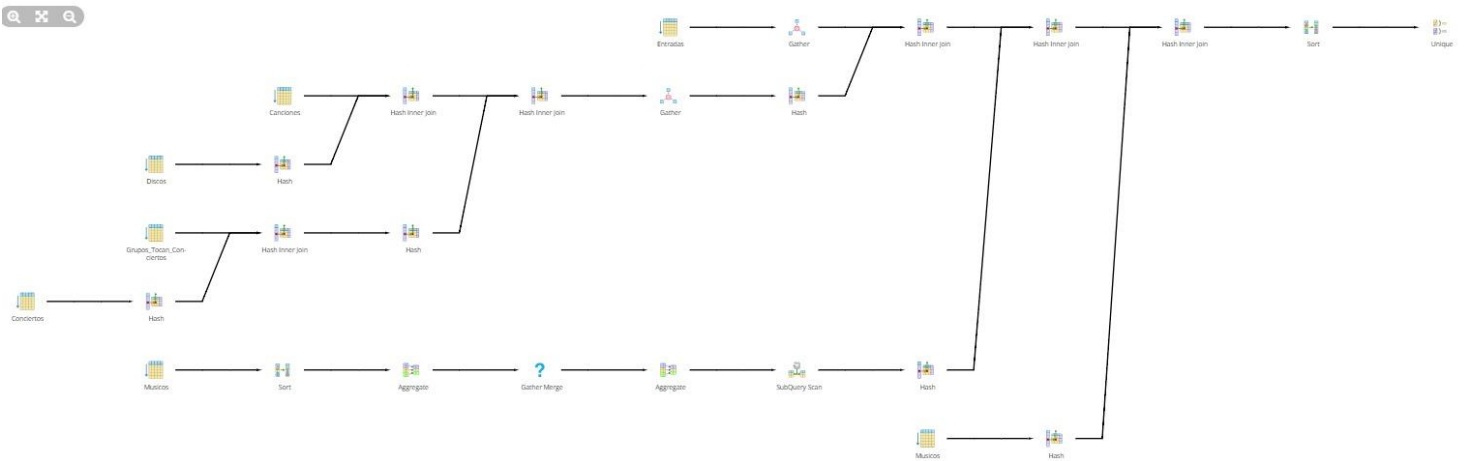 Entradas
Gather
Hash Inner Join
Hash Inner Join
Hash Inner Join
Sort
Unique
Canciones
Hash Inner Join
Hash Inner Join
Gather
Hash
Discos
Hash
Grupos_Tocan_Con-
ciertos
Hash Inner Join
Hash
Conciertos
Hash
Musicos
Sort
Aggregate
?
Gather Merge
Aggregate
SubQuery Scan
Hash
Musicos
Hash